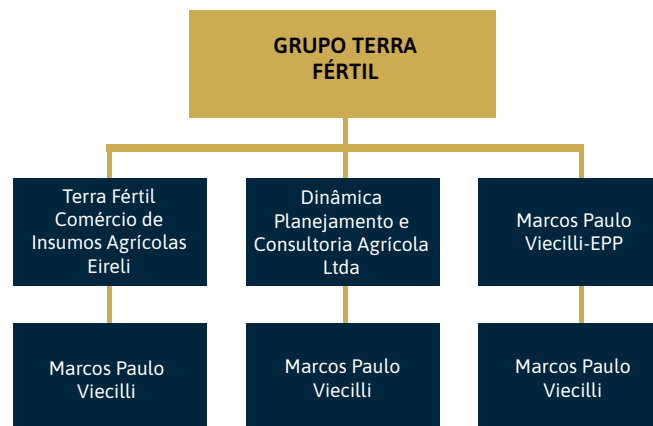 GRUPO TERRA
FÉRTIL
Terra Fértil
Comércio de
Insumos Agrícolas
Eireli
Dinâmica
Planejamento e
Consultoria Agrícola
Ltda
Marcos Paulo
Viecilli-EPP
Marcos Paulo
Viecilli
Marcos Paulo
Viecilli
Marcos Paulo
Viecilli